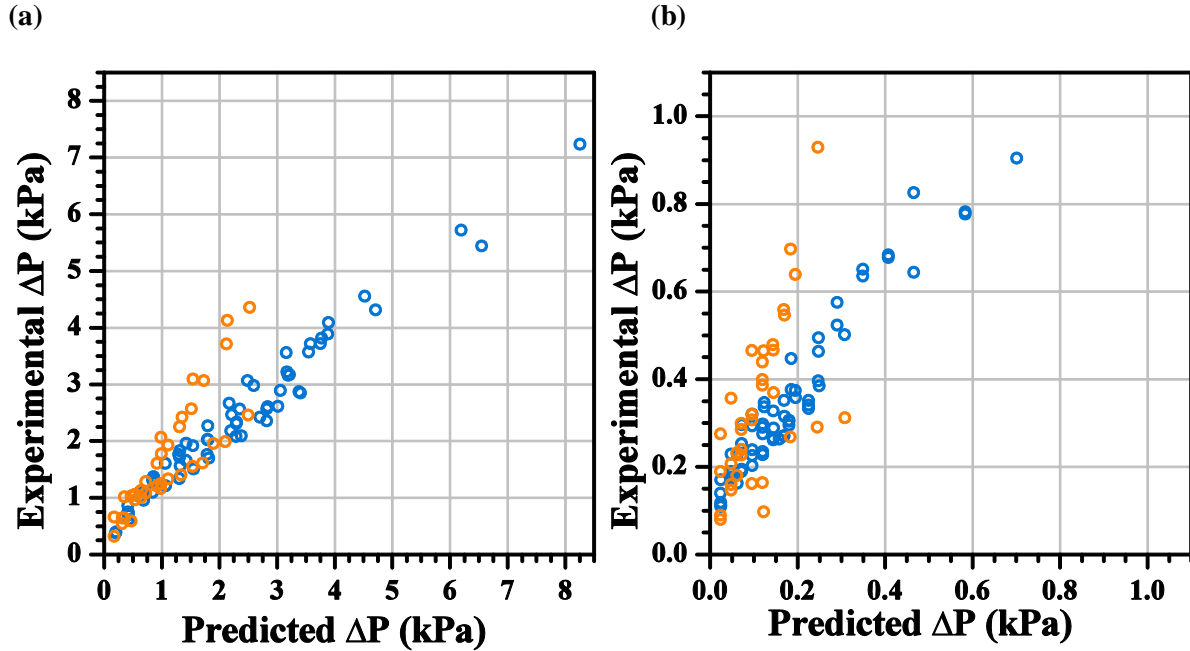 (a)
(b)
8
7
6
5
4
3
2
1
0
Experimental ΔP (kPa)
0 1 2 3 4 5 6 7 8
Predicted ΔP (kPa)
1.0
0.8
0.6
0.4
0.2
0.0
Experimental ΔP (kPa)
0.0 0.2 0.4 0.6 0.8 1.0
Predicted ΔP (kPa)